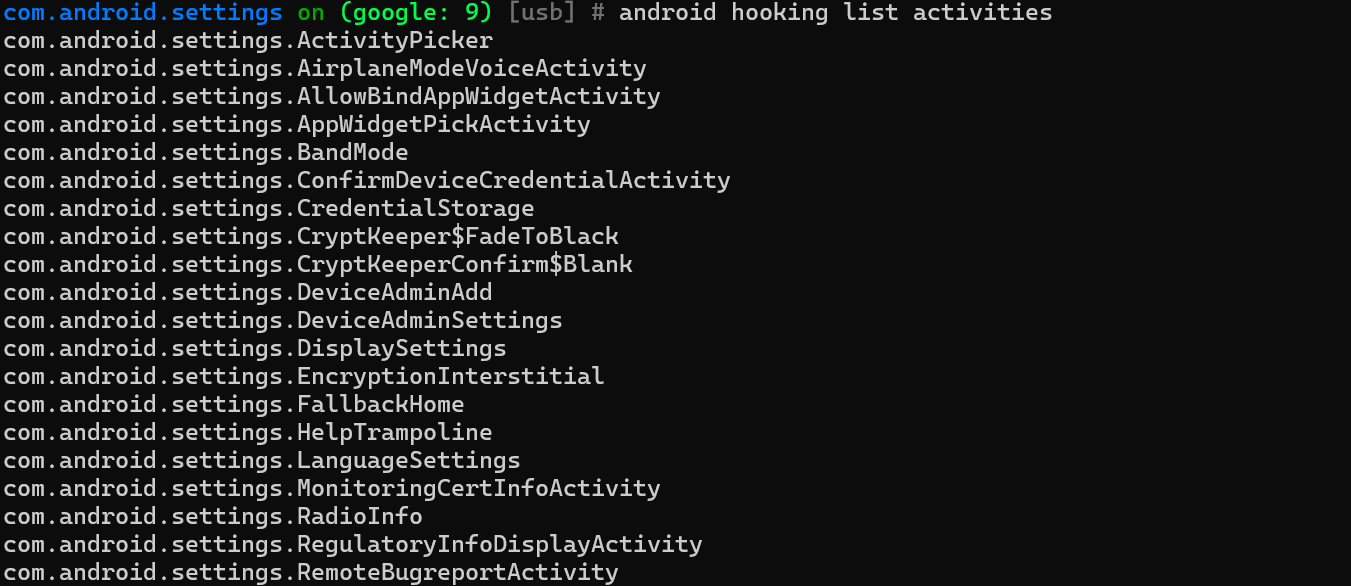 com.android.settings on (google: 9) [usb] # android hooking list activities
com.android.settings.ActivityPicker
com.android.settings.AirplaneModeVoiceActivity
com.android.settings.AllowBindAppWidgetActivity
com.android.settings.AppWidgetPickActivity
com.android.settings.BandMode
com.android.settings.ConfirmDeviceCredentialActivity
com.android.settings.CredentialStorage
com.android.settings.CryptKeeper$FadeToBlack
com.android.settings.CryptKeeperConfirm$Blank
com.android.settings.DeviceAdminAdd
com.android.settings.DeviceAdminSettings
com.android.settings.DisplaySettings
com.android.settings.EncryptionInterstitial
com.android.settings.FallbackHome
com.android.settings.HelpTrampoline
com.android.settings.LanguageSettings
com.android.settings.MonitoringCertInfoActivity
com.android.settings.RadioInfo
com.android.settings.RegulatoryInfoDisplayActivity
com.android.settings.RemoteBugreportActivity